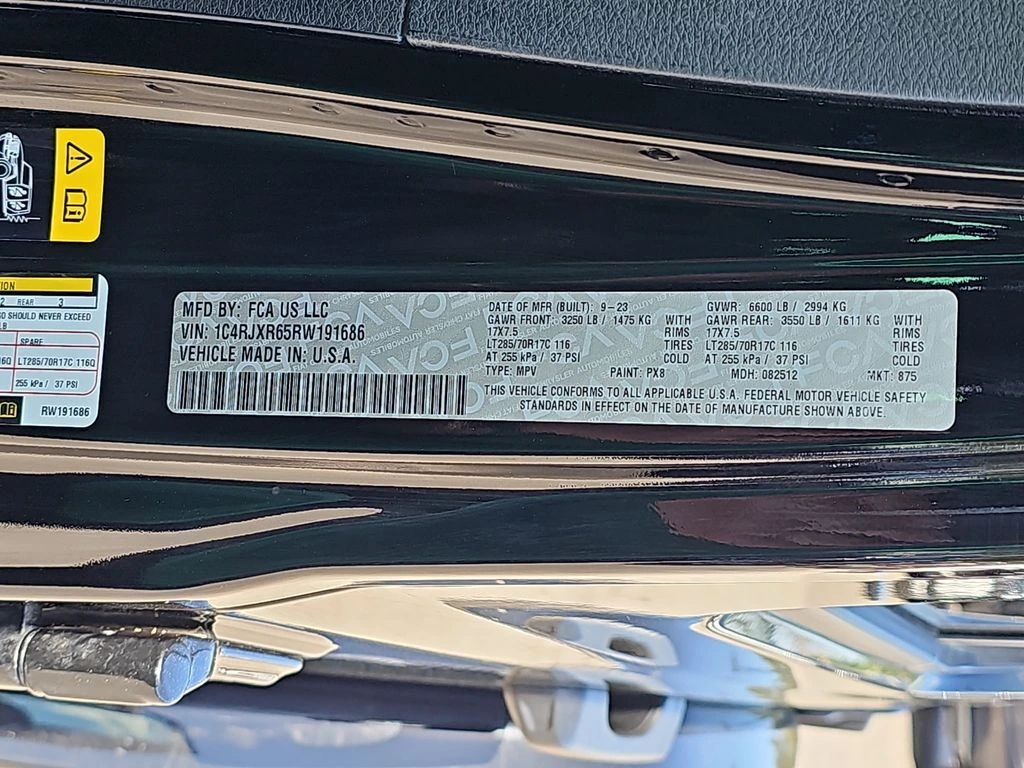 ION
2 REAR 3
SHOULD NEVER EXCEED
LB
SPARE
116Q LT285/70R17C 116Q
255 kPa / 37 PSI
RW191686
MFD BY: FCA US LLC
VIN: 1C4RJXR65RW191686
VEHICLE MADE IN: U.S.A.
DATE OF MFR (BUILT): 9-23 GVWR: 6600 LB / 2994 KG
GAWR FRONT: 3250 LB / 1475 KG WITH GAWR REAR: 3550 LB / 1611 KG WITH
17X7.5 RIMS 17X7.5 RIMS
LT285/70R17C 116 TIRES LT285/70R17C 116 TIRES
AT 255 kPa / 37 PSI COLD AT 255 kPa / 37 PSI COLD
TYPE: MPV PAINT: PX8 MDH: 082512 MKT: 875
THIS VEHICLE CONFORMS TO ALL APPLICABLE U.S.A. FEDERAL MOTOR VEHICLE SAFETY
STANDARDS IN EFFECT ON THE DATE OF MANUFACTURE SHOWN ABOVE.